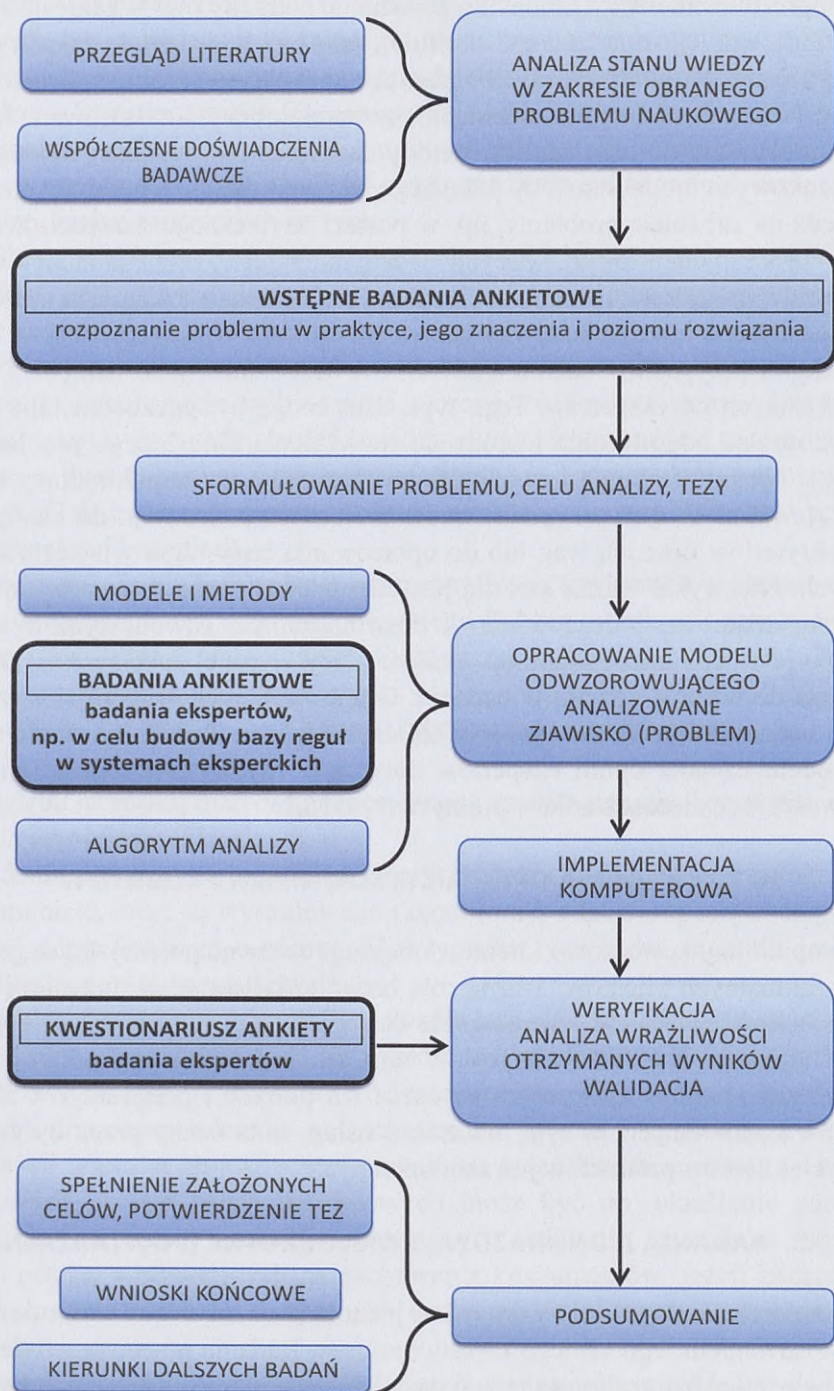 PRZEGLĄD LITERATURY
WSPÓŁCZESNE DOŚWIADCZENIA
BADAWCZE
ANALIZA STANU WIEDZY
W ZAKRESIE OBRANEGO
PROBLEMU NAUKOWEGO
WSTĘPNE BADANIA ANKIETOWE
rozpoznanie problemu w praktyce, jego znaczenia i poziomu rozwiązania
SFORMUŁOWANIE PROBLEMU, CELU ANALIZY, TEZY
MODELE I METODY
BADANIA ANKIETOWE
badania ekspertów,
np. w celu budowy bazy reguł
w systemach eksperckich
ALGORYTM ANALIZY
OPRACOWANIE MODELU
ODWZOROWUJĄCEGO
ANALIZOWANE
ZJAWISKO (PROBLEM)
IMPLEMENTACJA
KOMPUTEROWA
KWESTIONARIUSZ ANKIETY
badania ekspertów
WERYFIKACJA
ANALIZA WRAŻLIWOŚCI
OTRZYMANYCH WYNIKÓW
WALIDACJA
SPEŁNIENIE ZAŁOŻONYCH
CELÓW, POTWIERDZENIE TEZ
WNIOSKI KOŃCOWE
KIERUNKI DALSZYCH BADAŃ
PODSUMOWANIE